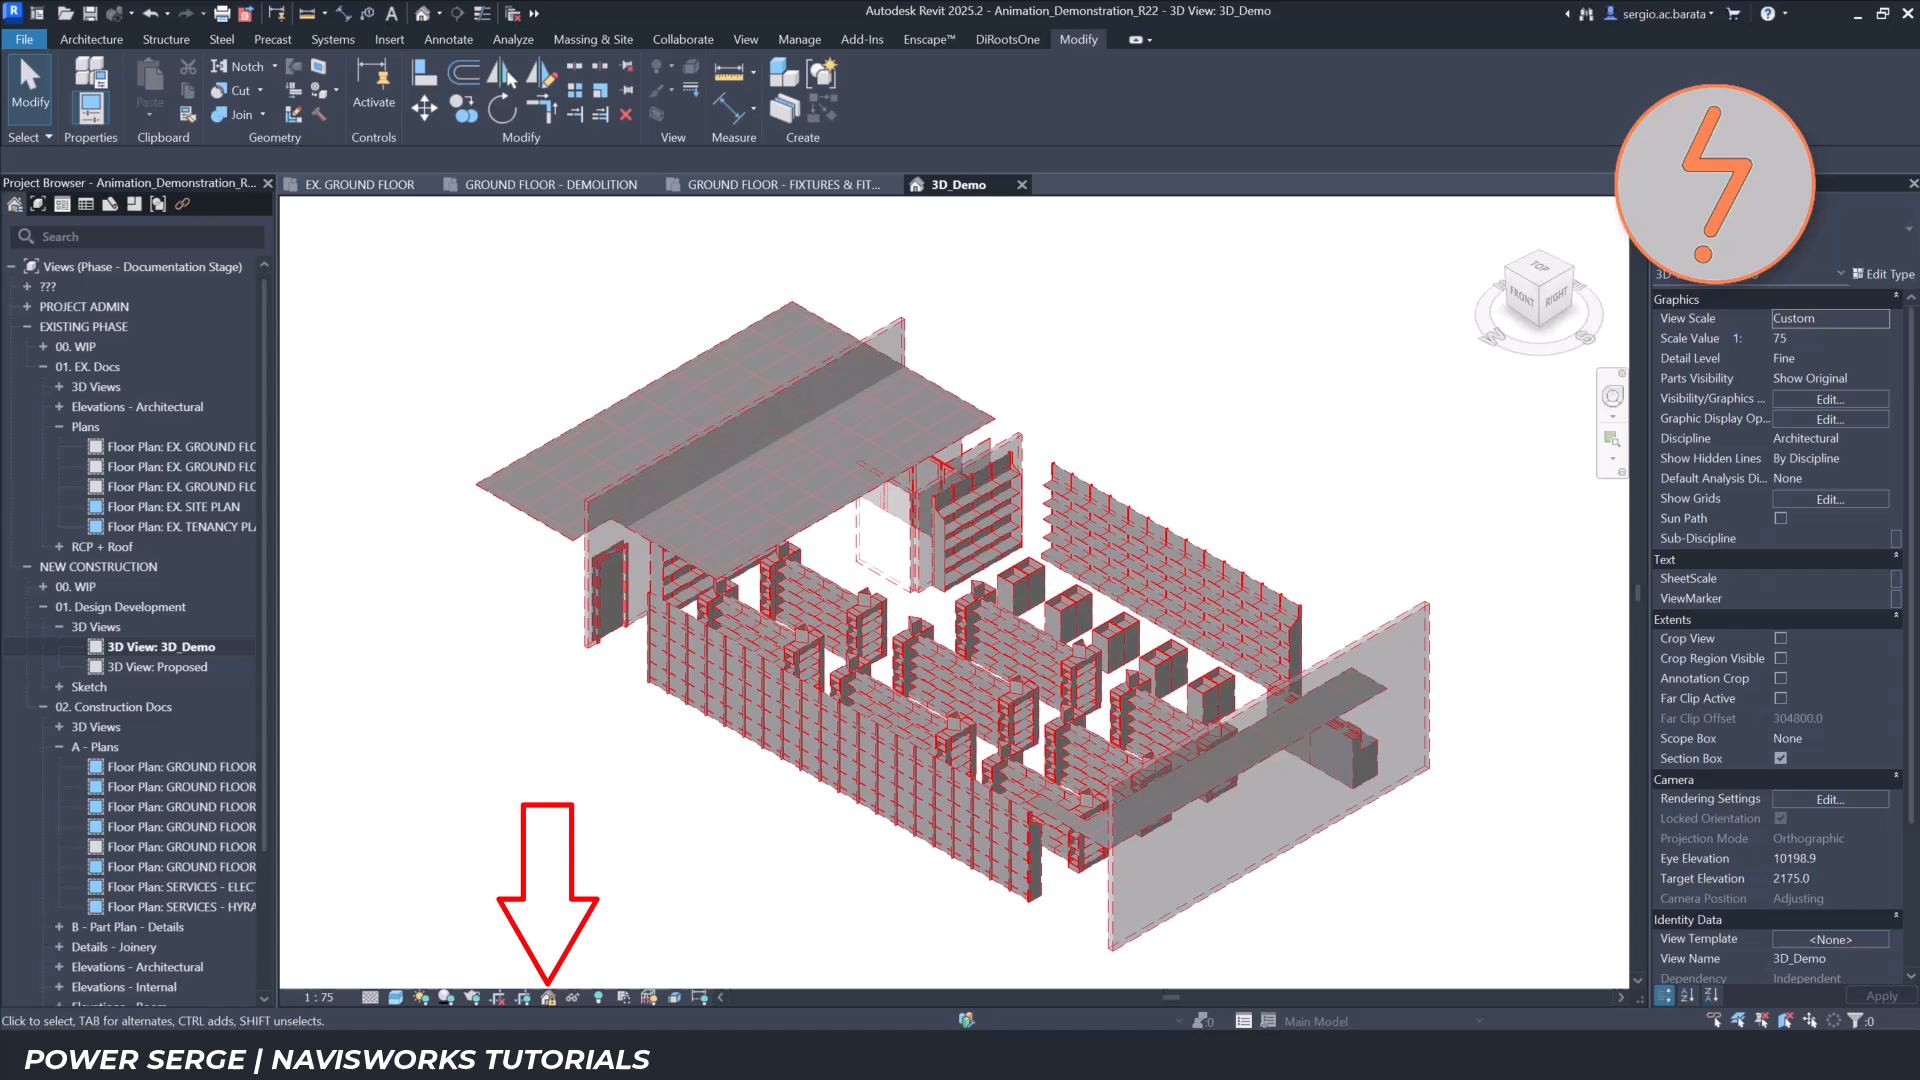 Autodesk Revit 2025.2 - Animation_Demonstration_R22 - 3D View: 3D_Demo
sergio.ac.barata
File Architecture Structure Steel Precast Systems Insert Annotate Analyze Massing & Site Collaborate View Manage Add-Ins Enscape™ DiRootsOne Modify
Notch
Cut
Join
Modify
Paste
Activate
Select Properties Clipboard Geometry Controls Modify View Measure Create
Project Browser - Animation_Demonstration_R...
EX. GROUND FLOOR
GROUND FLOOR - DEMOLITION
GROUND FLOOR - FIXTURES & FIT...
3D_Demo
Search
Views (Phase - Documentation Stage)
???
PROJECT ADMIN
EXISTING PHASE
00. WIP
01. EX. Docs
3D Views
Elevations - Architectural
Plans
Floor Plan: EX. GROUND FLO
Floor Plan: EX. GROUND FLO
Floor Plan: EX. GROUND FLO
Floor Plan: EX. SITE PLAN
Floor Plan: EX. TENANCY PLA
RCP + Roof
NEW CONSTRUCTION
00. WIP
01. Design Development
3D Views
3D View: 3D_Demo
3D View: Proposed
Sketch
02. Construction Docs
3D Views
A - Plans
Floor Plan: GROUND FLOOR
Floor Plan: GROUND FLOOR
Floor Plan: GROUND FLOOR
Floor Plan: GROUND FLOOR
Floor Plan: GROUND FLOOR
Floor Plan: GROUND FLOOR
Floor Plan: SERVICES - ELEC
Floor Plan: SERVICES - HYRA
B - Part Plan - Details
Details - Joinery
Elevations - Architectural
Elevations - Internal
TOP
FRONT
RIGHT
W
S
3D
Edit Type
Graphics
View Scale Custom
Scale Value 1: 75
Detail Level Fine
Parts Visibility Show Original
Visibility/Graphics ... Edit...
Graphic Display Op... Edit...
Discipline Architectural
Show Hidden Lines By Discipline
Default Analysis Di... None
Show Grids Edit...
Sun Path
Sub-Discipline
Text
SheetScale
ViewMarker
Extents
Crop View
Crop Region Visible
Annotation Crop
Far Clip Active
Far Clip Offset 304800.0
Scope Box None
Section Box
Camera
Rendering Settings Edit...
Locked Orientation
Projection Mode Orthographic
Eye Elevation 10198.9
Target Elevation 2175.0
Camera Position Adjusting
Identity Data
View Template <None>
View Name 3D_Demo
Dependency Independent
Apply
1 : 75
Click to select, TAB for alternates, CTRL adds, SHIFT unselects.
:0
Main Model
:0
POWER SERGE | NAVISWORKS TUTORIALS